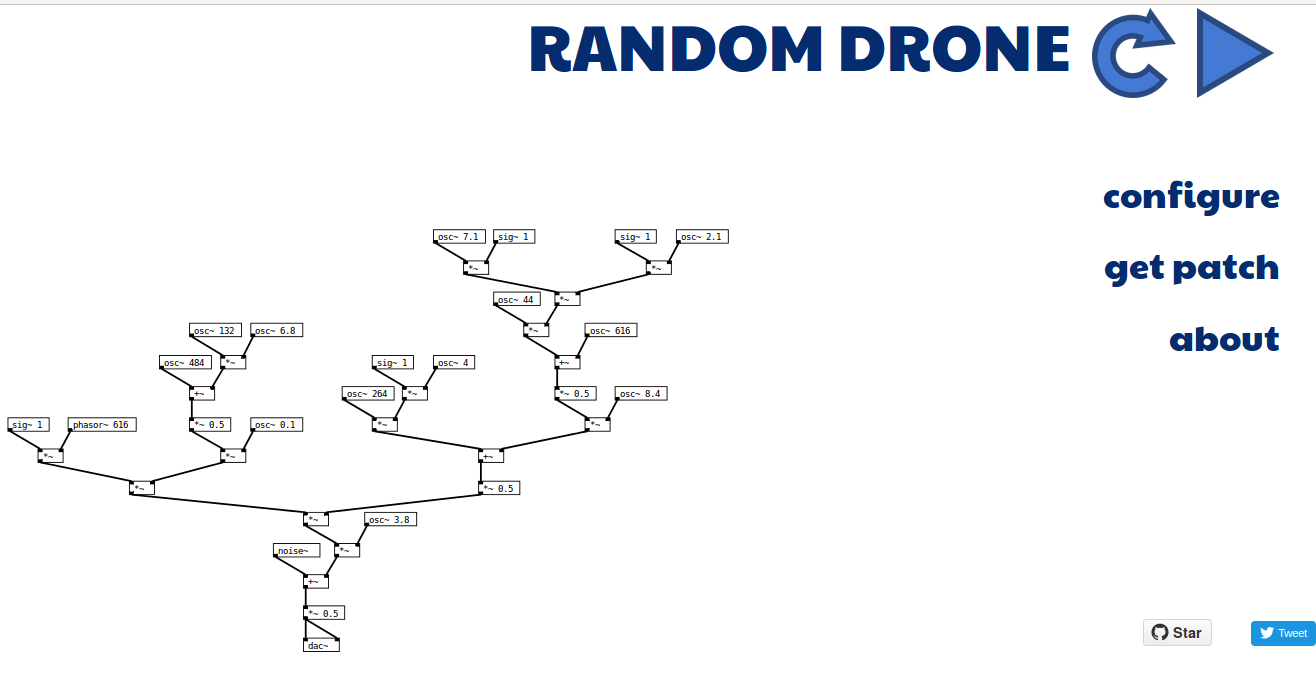 RANDOM DRONE
configure
get patch
about
osc~ 7.1 sig~ 1 sig~ 1 osc~ 2.1
*~ *~
osc~ 44 *~
osc~ 132 osc~ 6.8 *~ osc~ 616
osc~ 484 *~ sig~ 1 osc~ 4 +~
+~ osc~ 264 *~ *~ 0.5 osc~ 8.4
sig~ 1 phasor~ 616 *~ 0.5 osc~ 0.1 *~ *~
*~ *~ +~
*~ *~ 0.5
*~ osc~ 3.8
noise~ *~
+~
*~ 0.5
dac~
Star Tweet